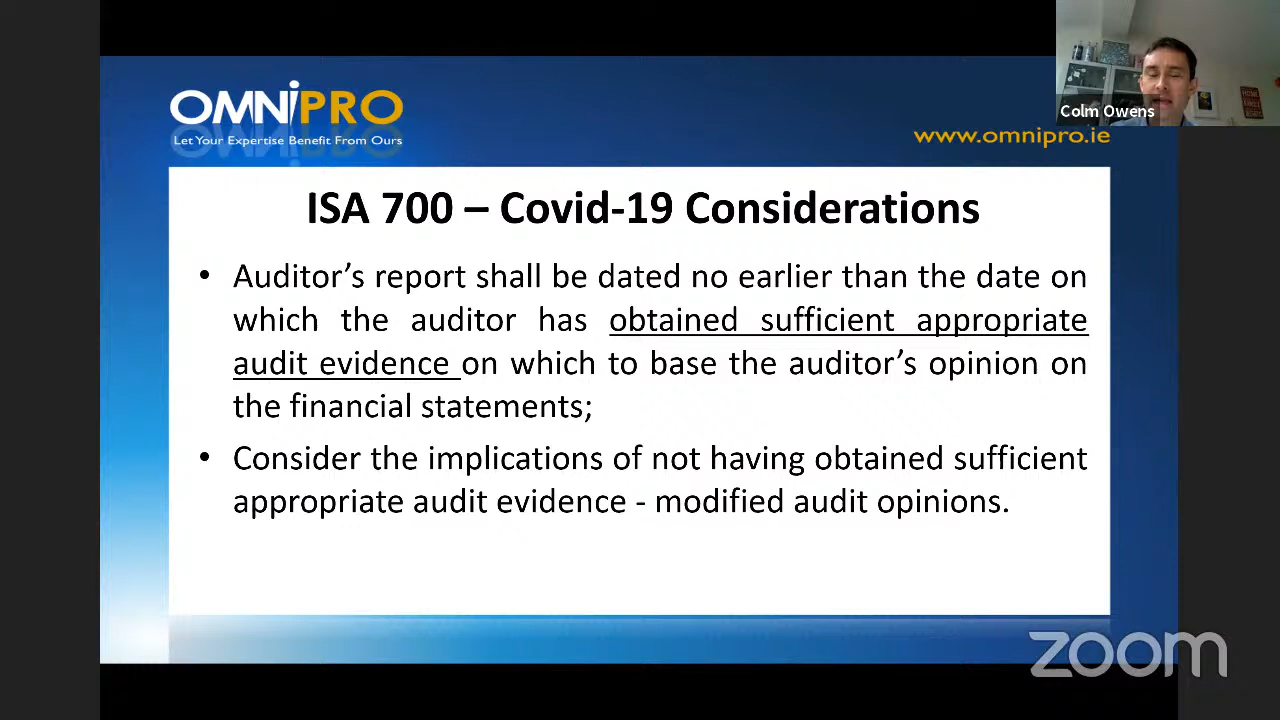 OMNiPRO
Let Your Expertise Benefit From Ours
Colm Owens
www.omnipro.ie
ISA 700 – Covid-19 Considerations
• Auditor’s report shall be dated no earlier than the date on
which the auditor has obtained sufficient appropriate
audit evidence on which to base the auditor’s opinion on
the financial statements;
• Consider the implications of not having obtained sufficient
appropriate audit evidence - modified audit opinions.
zoom